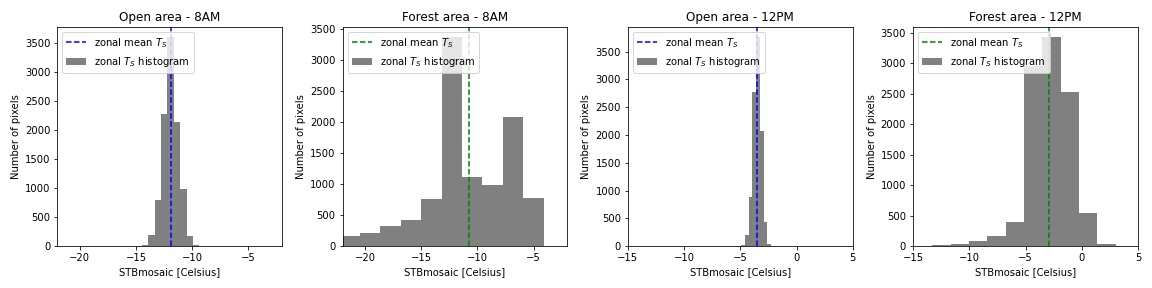 Open area - 8AM
zonal mean T_S
zonal T_S histogram
Number of pixels
3500
3000
2500
2000
1500
1000
500
0
−20
−15
−10
−5
STBmosaic [Celsius]
Forest area - 8AM
zonal mean T_S
zonal T_S histogram
Number of pixels
3500
3000
2500
2000
1500
1000
500
0
−20
−15
−10
−5
STBmosaic [Celsius]
Open area - 12PM
zonal mean T_S
zonal T_S histogram
Number of pixels
3500
3000
2500
2000
1500
1000
500
0
−15
−10
−5
0
5
STBmosaic [Celsius]
Forest area - 12PM
zonal mean T_S
zonal T_S histogram
Number of pixels
3500
3000
2500
2000
1500
1000
500
0
−15
−10
−5
0
5
STBmosaic [Celsius]